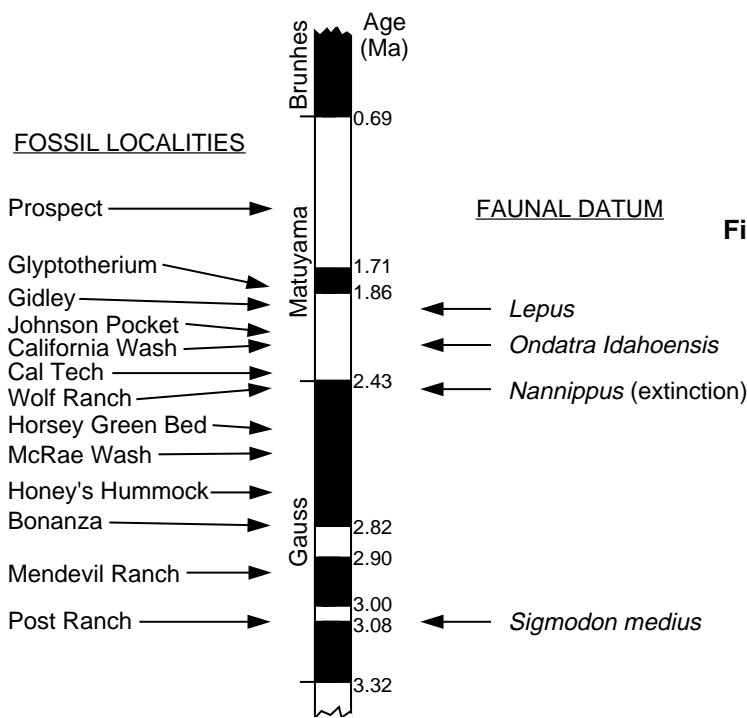 Age
(Ma)
Brunhes
0.69
FOSSIL LOCALITIES
Prospect
FAUNAL DATUM
Fi
Matuyama
Glyptotherium
1.71
Gidley
1.86
Lepus
Johnson Pocket
California Wash
Ondatra Idahoensis
Cal Tech
2.43
Wolf Ranch
Nannippus (extinction)
Horsey Green Bed
McRae Wash
Honey's Hummock
Gauss
Bonanza
2.82
2.90
Mendevil Ranch
3.00
Post Ranch
3.08
Sigmodon medius
3.32